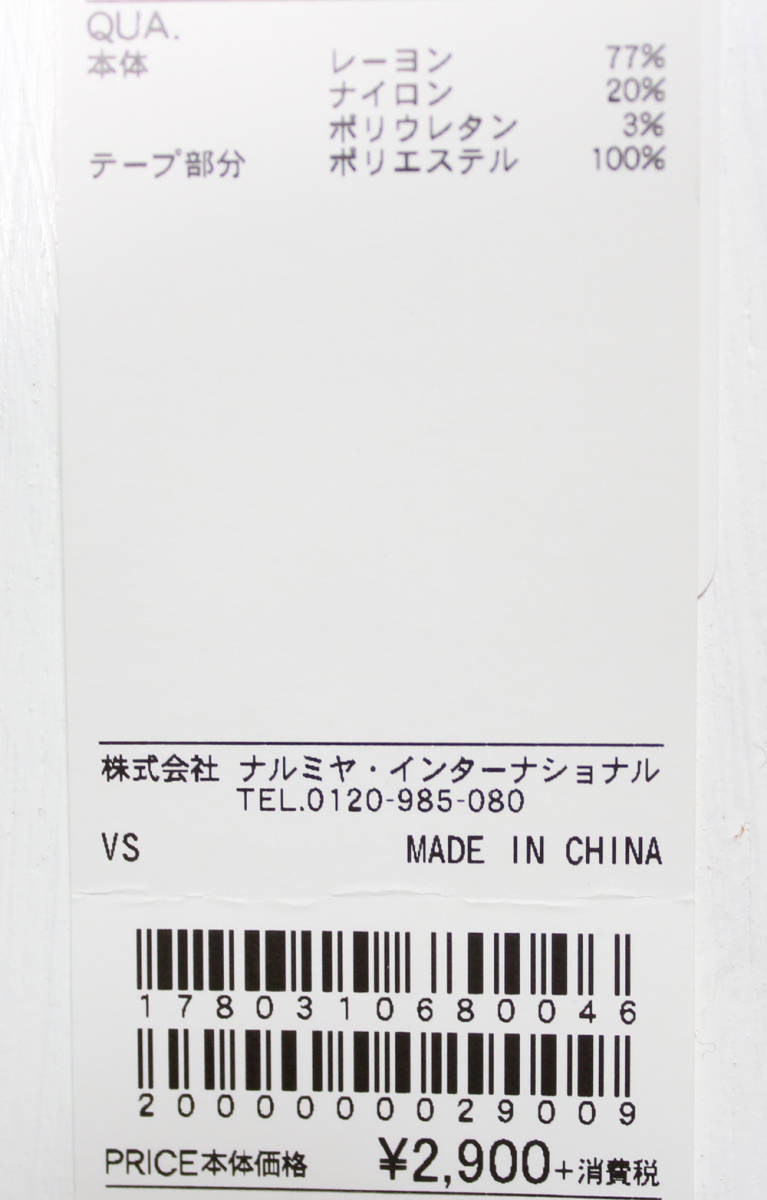 QUA.
本体 レーヨン 77%
ナイロン 20%
ポリウレタン 3%
テープ部分 ポリエステル 100%
株式会社 ナルミヤ・インターナショナル
TEL.0120-985-080
VS MADE IN CHINA
1780310680046
2000000029009
PRICE本体価格 ¥2,900+消費税